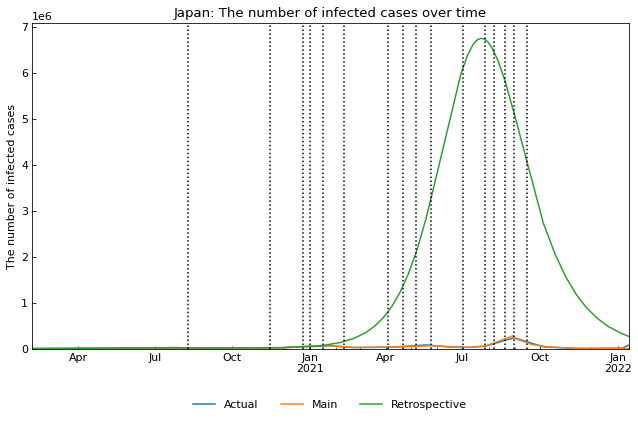 Japan: The number of infected cases over time
1e6
7
6
5
4
3
2
1
0
The number of infected cases
Apr Jul Oct Jan Apr Jul Oct Jan
2021 2022
Actual Main Retrospective